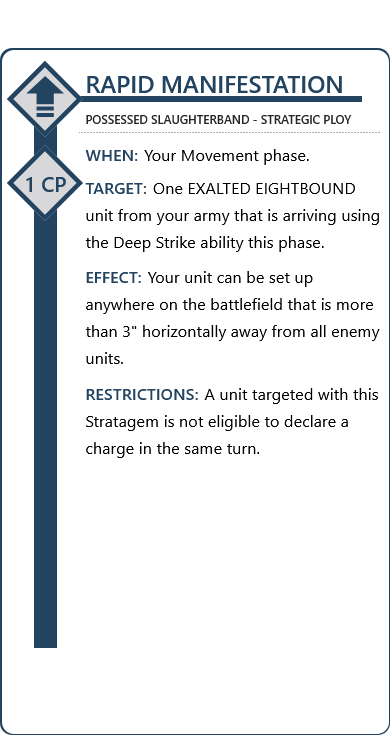 RAPID MANIFESTATION
POSSESSED SLAUGHTERBAND - STRATEGIC PLOY
WHEN: Your Movement phase.
1 CP
TARGET: One EXALTED EIGHTBOUND
unit from your army that is arriving using
the Deep Strike ability this phase.
EFFECT: Your unit can be set up
anywhere on the battlefield that is more
than 3" horizontally away from all enemy
units.
RESTRICTIONS: A unit targeted with this
Stratagem is not eligible to declare a
charge in the same turn.